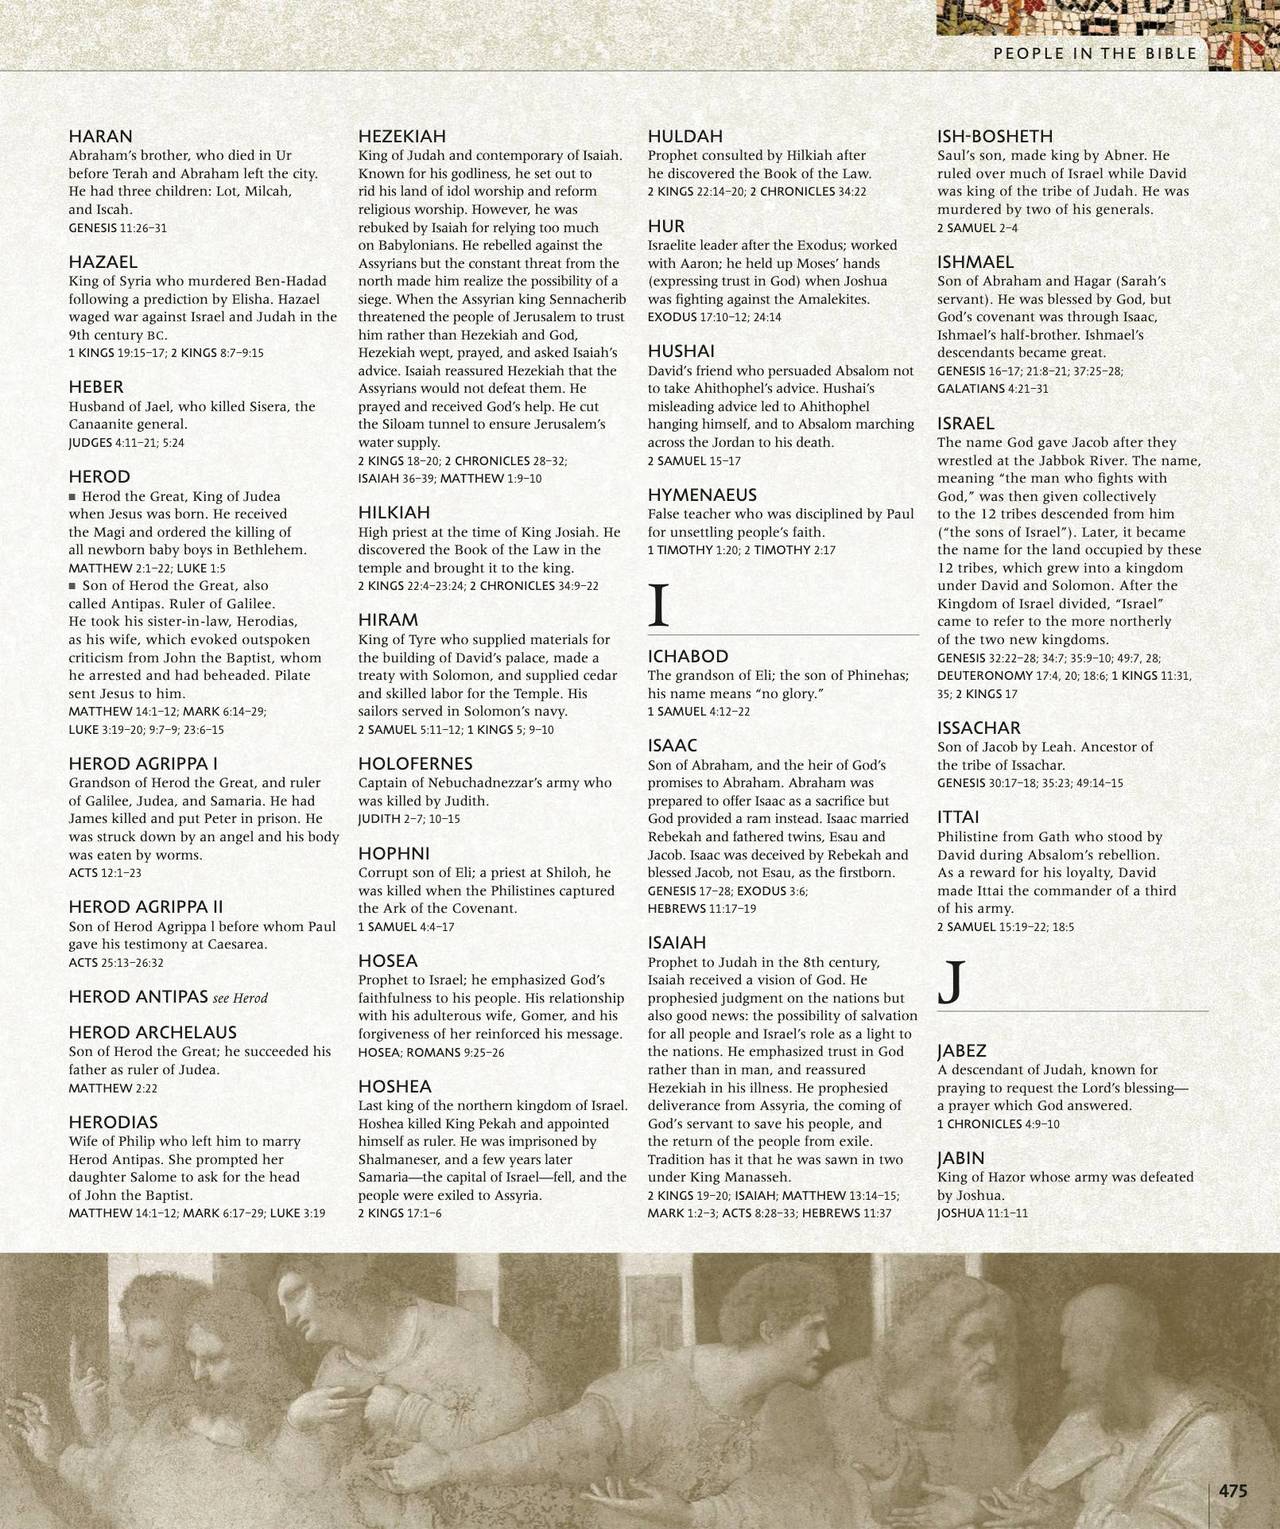 PEOPLE IN THE BIBLE
HARAN
Abraham’s brother, who died in Ur
before Terah and Abraham left the city.
He had three children: Lot, Milcah,
and Iscah.
GENESIS 11:26–31
HAZAEL
King of Syria who murdered Ben-Hadad
following a prediction by Elisha. Hazael
waged war against Israel and Judah in the
9th century BC.
1 KINGS 19:15–17; 2 KINGS 8:7–9:15
HEBER
Husband of Jael, who killed Sisera, the
Canaanite general.
JUDGES 4:11–21; 5:24
HEROD
■ Herod the Great, King of Judea
when Jesus was born. He received
the Magi and ordered the killing of
all newborn baby boys in Bethlehem.
MATTHEW 2:1–22; LUKE 1:5
■ Son of Herod the Great, also
called Antipas. Ruler of Galilee.
He took his sister-in-law, Herodias,
as his wife, which evoked outspoken
criticism from John the Baptist, whom
he arrested and had beheaded. Pilate
sent Jesus to him.
MATTHEW 14:1–12; MARK 6:14–29;
LUKE 3:19–20; 9:7–9; 23:6–15
HEROD AGRIPPA I
Grandson of Herod the Great, and ruler
of Galilee, Judea, and Samaria. He had
James killed and put Peter in prison. He
was struck down by an angel and his body
was eaten by worms.
ACTS 12:1–23
HEROD AGRIPPA II
Son of Herod Agrippa l before whom Paul
gave his testimony at Caesarea.
ACTS 25:13–26:32
HEROD ANTIPAS see Herod
HEROD ARCHELAUS
Son of Herod the Great; he succeeded his
father as ruler of Judea.
MATTHEW 2:22
HERODIAS
Wife of Philip who left him to marry
Herod Antipas. She prompted her
daughter Salome to ask for the head
of John the Baptist.
MATTHEW 14:1–12; MARK 6:17–29; LUKE 3:19
HEZEKIAH
King of Judah and contemporary of Isaiah.
Known for his godliness, he set out to
rid his land of idol worship and reform
religious worship. However, he was
rebuked by Isaiah for relying too much
on Babylonians. He rebelled against the
Assyrians but the constant threat from the
north made him realize the possibility of a
siege. When the Assyrian king Sennacherib
threatened the people of Jerusalem to trust
him rather than Hezekiah and God,
Hezekiah wept, prayed, and asked Isaiah’s
advice. Isaiah reassured Hezekiah that the
Assyrians would not defeat them. He
prayed and received God’s help. He cut
the Siloam tunnel to ensure Jerusalem’s
water supply.
2 KINGS 18–20; 2 CHRONICLES 28–32;
ISAIAH 36–39; MATTHEW 1:9–10
HILKIAH
High priest at the time of King Josiah. He
discovered the Book of the Law in the
temple and brought it to the king.
2 KINGS 22:4–23:24; 2 CHRONICLES 34:9–22
HIRAM
King of Tyre who supplied materials for
the building of David’s palace, made a
treaty with Solomon, and supplied cedar
and skilled labor for the Temple. His
sailors served in Solomon’s navy.
2 SAMUEL 5:11–12; 1 KINGS 5; 9–10
HOLOFERNES
Captain of Nebuchadnezzar’s army who
was killed by Judith.
JUDITH 2–7; 10–15
HOPHNI
Corrupt son of Eli; a priest at Shiloh, he
was killed when the Philistines captured
the Ark of the Covenant.
1 SAMUEL 4:4–17
HOSEA
Prophet to Israel; he emphasized God’s
faithfulness to his people. His relationship
with his adulterous wife, Gomer, and his
forgiveness of her reinforced his message.
HOSEA; ROMANS 9:25–26
HOSHEA
Last king of the northern kingdom of Israel.
Hoshea killed King Pekah and appointed
himself as ruler. He was imprisoned by
Shalmaneser, and a few years later
Samaria—the capital of Israel—fell, and the
people were exiled to Assyria.
2 KINGS 17:1–6
HULDAH
Prophet consulted by Hilkiah after
he discovered the Book of the Law.
2 KINGS 22:14–20; 2 CHRONICLES 34:22
HUR
Israelite leader after the Exodus; worked
with Aaron; he held up Moses’ hands
(expressing trust in God) when Joshua
was fighting against the Amalekites.
EXODUS 17:10–12; 24:14
HUSHAI
David’s friend who persuaded Absalom not
to take Ahithophel’s advice. Hushai’s
misleading advice led to Ahithophel
hanging himself, and to Absalom marching
across the Jordan to his death.
2 SAMUEL 15–17
HYMENAEUS
False teacher who was disciplined by Paul
for unsettling people’s faith.
1 TIMOTHY 1:20; 2 TIMOTHY 2:17
I
ICHABOD
The grandson of Eli; the son of Phinehas;
his name means “no glory.”
1 SAMUEL 4:12–22
ISAAC
Son of Abraham, and the heir of God’s
promises to Abraham. Abraham was
prepared to offer Isaac as a sacrifice but
God provided a ram instead. Isaac married
Rebekah and fathered twins, Esau and
Jacob. Isaac was deceived by Rebekah and
blessed Jacob, not Esau, as the firstborn.
GENESIS 17–28; EXODUS 3:6;
HEBREWS 11:17–19
ISAIAH
Prophet to Judah in the 8th century,
Isaiah received a vision of God. He
prophesied judgment on the nations but
also good news: the possibility of salvation
for all people and Israel’s role as a light to
the nations. He emphasized trust in God
rather than in man, and reassured
Hezekiah in his illness. He prophesied
deliverance from Assyria, the coming of
God’s servant to save his people, and
the return of the people from exile.
Tradition has it that he was sawn in two
under King Manasseh.
2 KINGS 19–20; ISAIAH; MATTHEW 13:14–15;
MARK 1:2–3; ACTS 8:28–33; HEBREWS 11:37
ISH-BOSHETH
Saul’s son, made king by Abner. He
ruled over much of Israel while David
was king of the tribe of Judah. He was
murdered by two of his generals.
2 SAMUEL 2–4
ISHMAEL
Son of Abraham and Hagar (Sarah’s
servant). He was blessed by God, but
God’s covenant was through Isaac,
Ishmael’s half-brother. Ishmael’s
descendants became great.
GENESIS 16–17; 21:8–21; 37:25–28;
GALATIANS 4:21–31
ISRAEL
The name God gave Jacob after they
wrestled at the Jabbok River. The name,
meaning “the man who fights with
God,” was then given collectively
to the 12 tribes descended from him
(“the sons of Israel”). Later, it became
the name for the land occupied by these
12 tribes, which grew into a kingdom
under David and Solomon. After the
Kingdom of Israel divided, “Israel”
came to refer to the more northerly
of the two new kingdoms.
GENESIS 32:22–28; 34:7; 35:9–10; 49:7, 28;
DEUTERONOMY 17:4, 20; 18:6; 1 KINGS 11:31,
35; 2 KINGS 17
ISSACHAR
Son of Jacob by Leah. Ancestor of
the tribe of Issachar.
GENESIS 30:17–18; 35:23; 49:14–15
ITTAI
Philistine from Gath who stood by
David during Absalom’s rebellion.
As a reward for his loyalty, David
made Ittai the commander of a third
of his army.
2 SAMUEL 15:19–22; 18:5
J
JABEZ
A descendant of Judah, known for
praying to request the Lord’s blessing—
a prayer which God answered.
1 CHRONICLES 4:9–10
JABIN
King of Hazor whose army was defeated
by Joshua.
JOSHUA 11:1–11
475